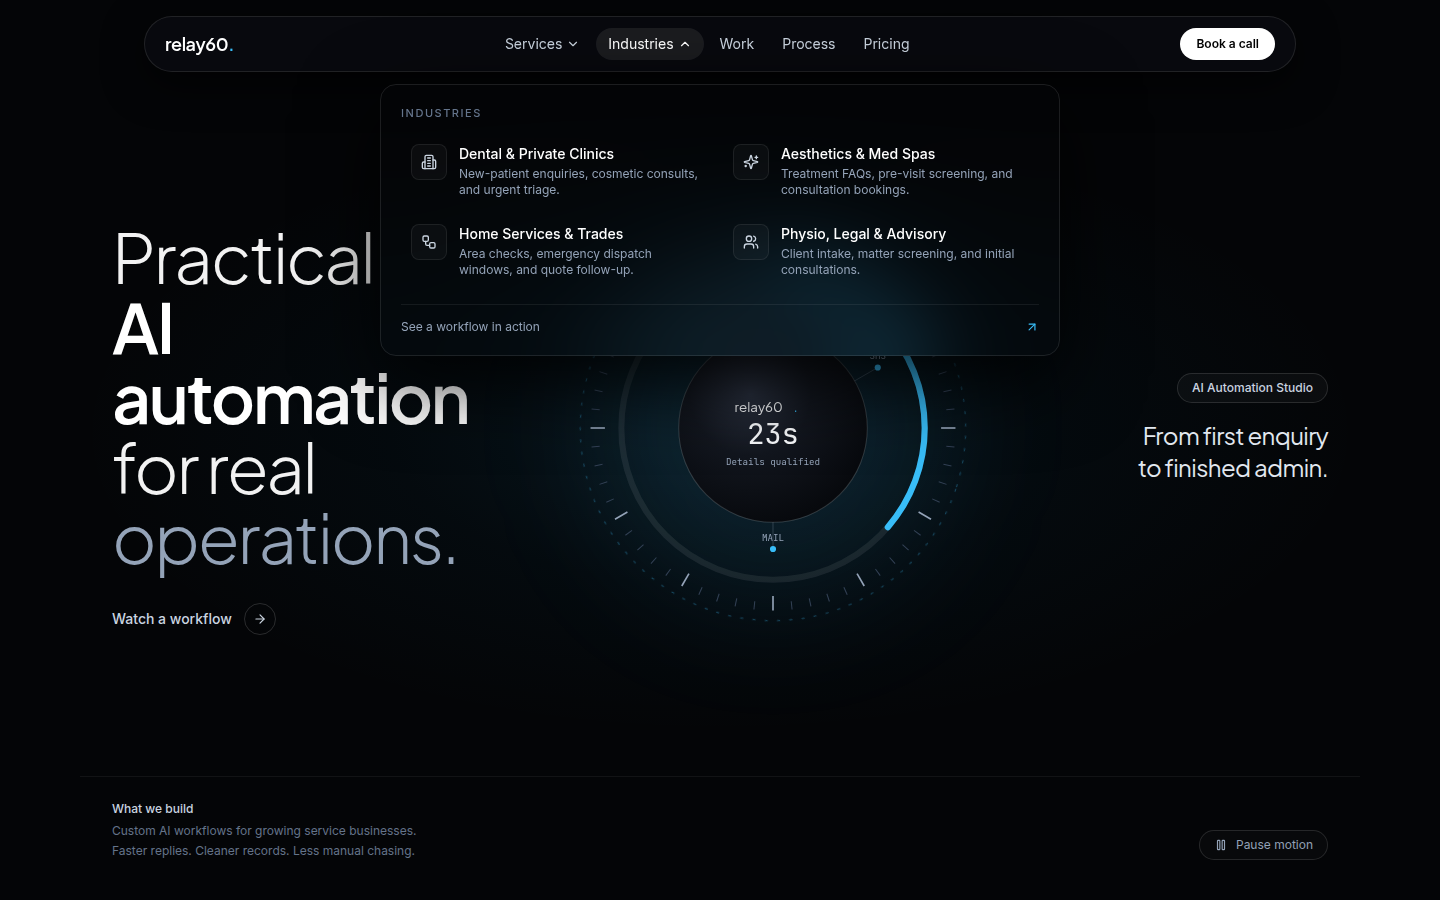 relay60.
Services
Industries
Work
Process
Pricing
Book a call
INDUSTRIES
Dental & Private Clinics
New-patient enquiries, cosmetic consults,
and urgent triage.
Aesthetics & Med Spas
Treatment FAQs, pre-visit screening, and
consultation bookings.
Home Services & Trades
Area checks, emergency dispatch
windows, and quote follow-up.
Physio, Legal & Advisory
Client intake, matter screening, and initial
consultations.
See a workflow in action
Practical
AI
automation
for real
operations.
Watch a workflow
relay60 .
23s
Details qualified
MAIL
AI Automation Studio
From first enquiry
to finished admin.
What we build
Custom AI workflows for growing service businesses.
Faster replies. Cleaner records. Less manual chasing.
Pause motion